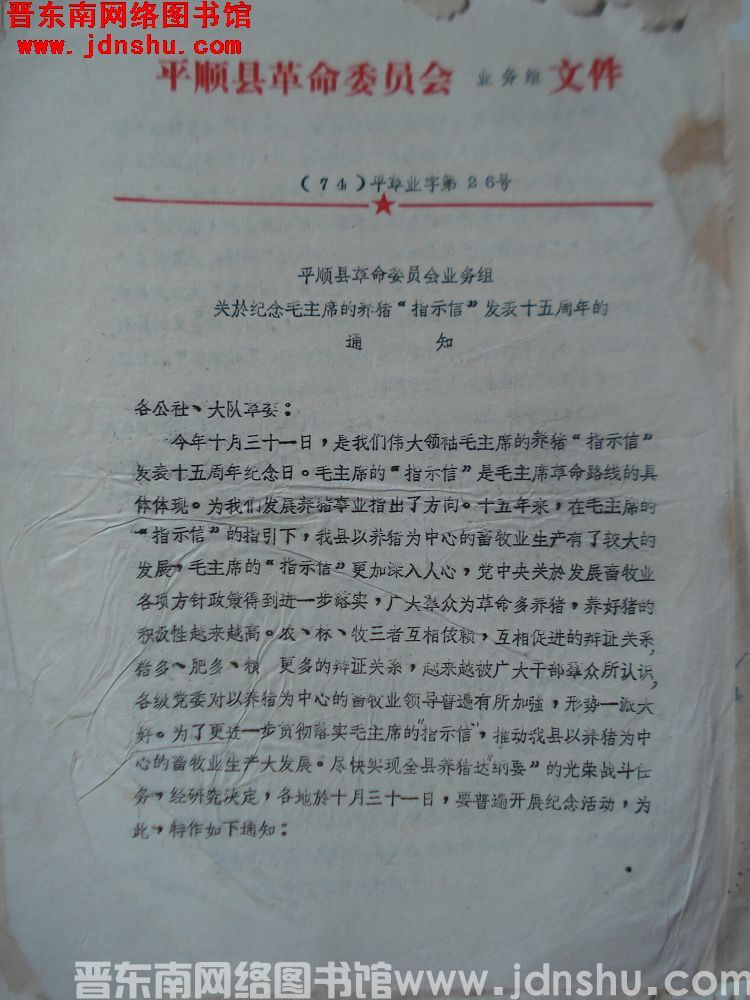 晋东南网络图书馆
www.jdnshu.com
平顺县革命委员会 业务组 文件
(74)平革业字第26号
平顺县革命委员会业务组
关於纪念毛主席的养猪“指示信”发表十五周年的
通 知
各公社、大队革委：
今年十月三十一日，是我们伟大领袖毛主席的养猪“指示信”
发表十五周年纪念日。毛主席的“指示信”是毛主席革命路线的具
体体现。为我们发展养猪事业指出了方向。十五年来，在毛主席的
“指示信”的指引下，我县以养猪为中心的畜牧业生产有了较大的
发展，毛主席的“指示信”更加深入人心，党中央关於发展畜牧业
各项方针政策得到进一步落实，广大群众为革命多养猪，养好猪的
积极性越来越高。农、林、牧三者互相依赖，互相促进的辩证关系，
猪多、肥多、粮 更多的辩证关系，越来越被广大干部群众所认识，
各级党委对以养猪为中心的畜牧业领导普遍有所加强，形势一派大
好。为了更进一步贯彻落实毛主席的“指示信”，推动我县以养猪为中
心的畜牧业生产大发展。尽快实现全县养猪达“纲要”的光荣战斗任
务，经研究决定，各地於十月三十一日，要普遍开展纪念活动，为
此，特作如下通知：
晋东南网络图书馆www.jdnshu.com